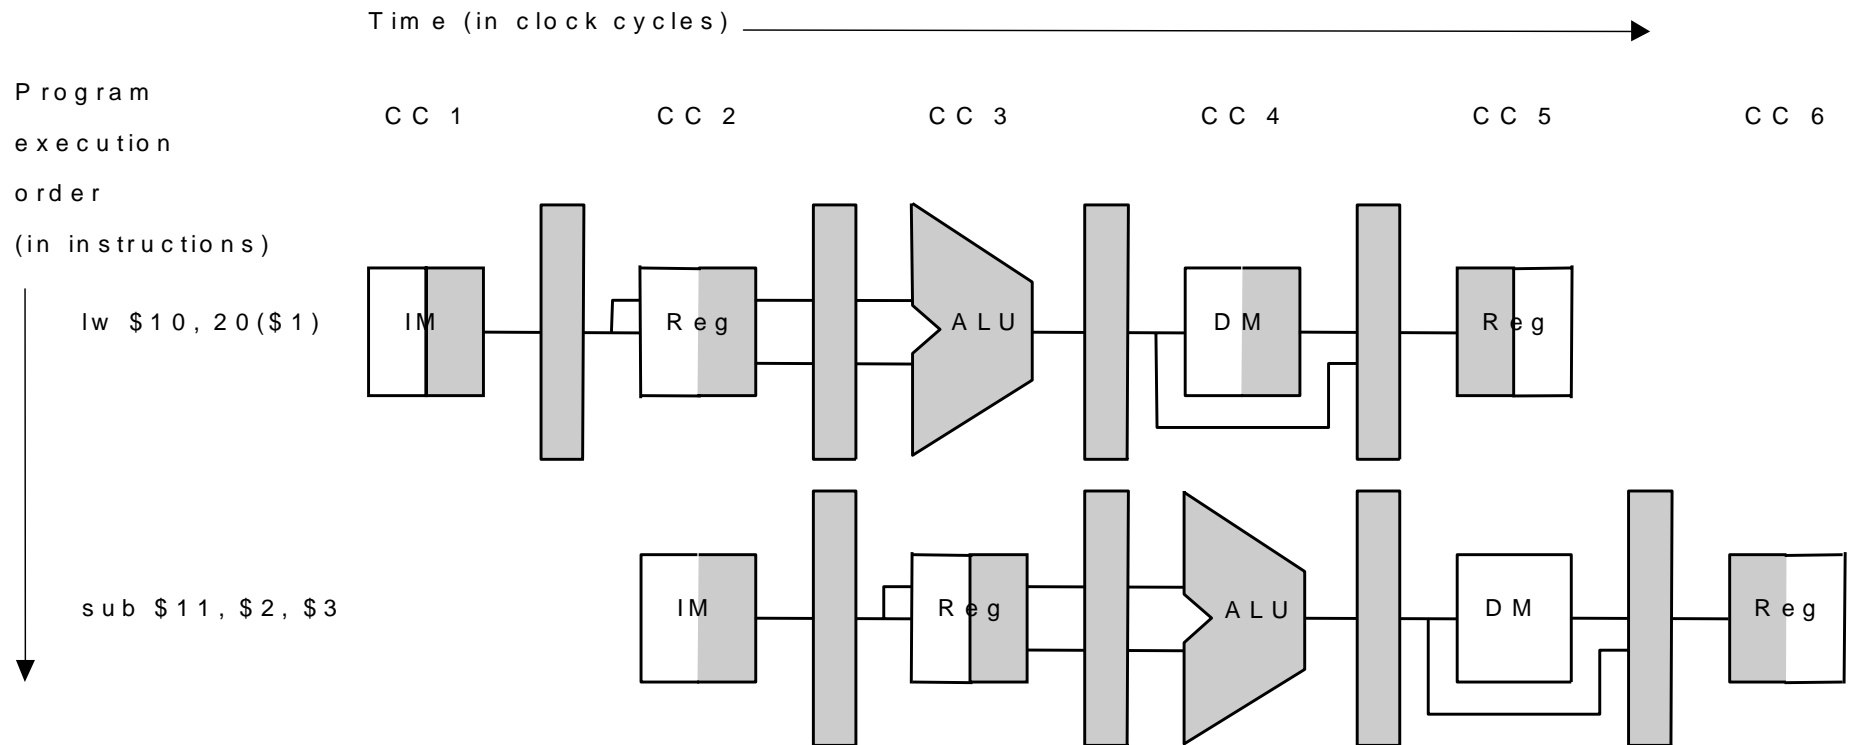 Time (in clock cycles)
Program
execution
order
(in instructions)
CC 1 CC 2 CC 3 CC 4 CC 5 CC 6
lw $10, 20($1) IM Reg ALU DM Reg
sub $11, $2, $3 IM Reg ALU DM Reg